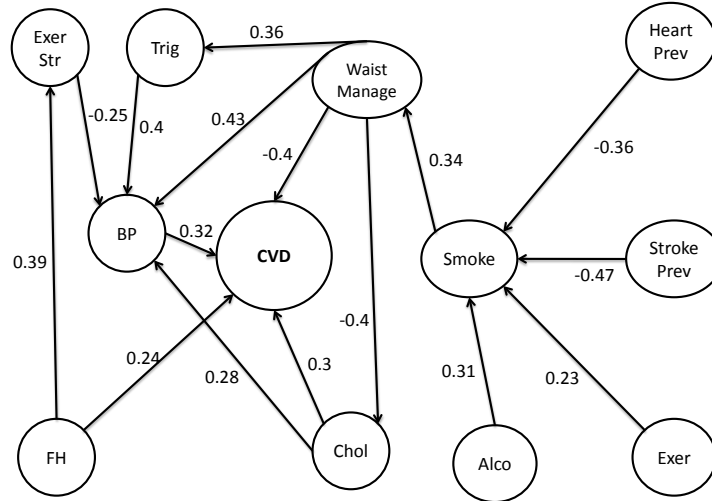 Exer
Str
Trig
0.36
Waist
Manage
Heart
Prev
-0.25
0.4
0.43
-0.4
0.34
-0.36
BP
0.32
CVD
Smoke
Stroke
Prev
-0.47
0.39
-0.4
0.24
0.28
0.3
0.31
0.23
FH
Chol
Alco
Exer